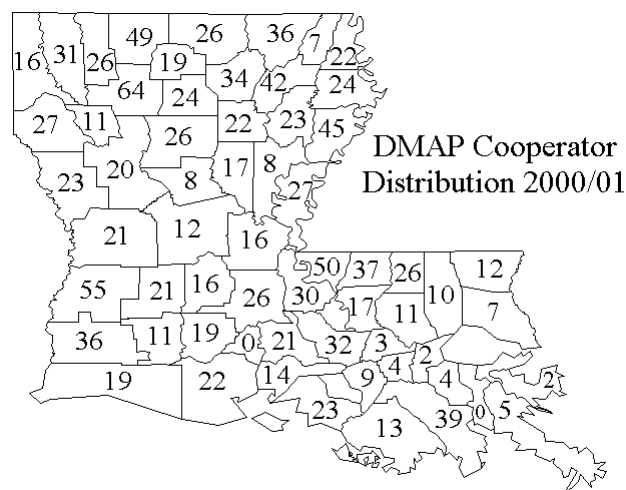 49 26 36 7
16 31 26 19 22
64 34 42 24
24
27 11 22 23 45
26
DMAP Cooperator
Distribution 2000/01
23 20 8 17 8 27
21 12 16
50 37 26 12
55 21 16 26 30 17 11 10 7
36 11 19 0 21 32 3 2
19 22 14 9 4 4 2
23 13 39 0 5